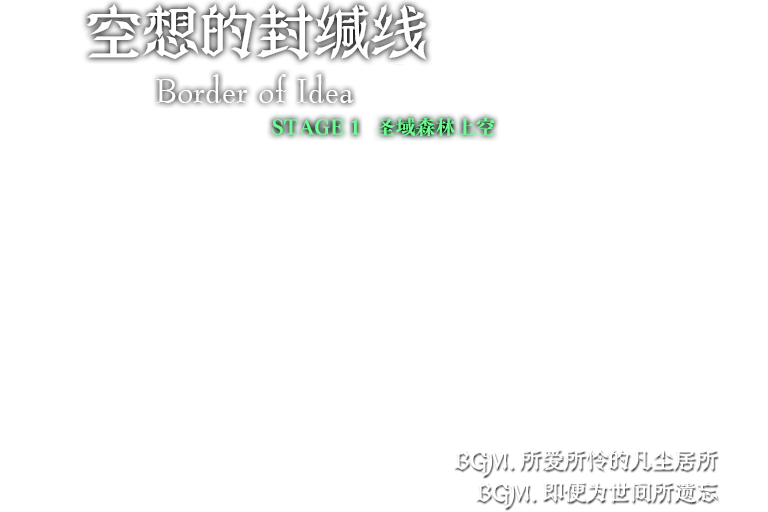 空想的封缄线
Border of Idea
STAGE 1 圣域森林上空
BGM. 所爱所怜的凡尘居所
BGM. 即便为世间所遗忘